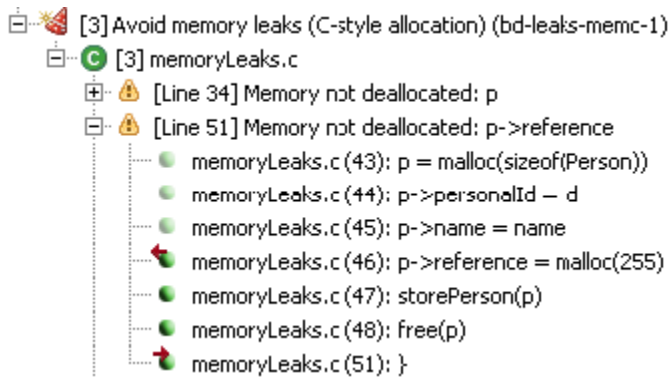 [3] Avoid memory leaks (C-style allocation) (bd-leaks-memc-1)
C [3] memoryLeaks.c
[Line 34] Memory not deallocated: p
[Line 51] Memory not deallocated: p->reference
memoryLeaks.c (43): p = malloc(sizeof(Person))
memoryLeaks.c (44): p->personalId = d
memoryLeaks.c (45): p->name = name
memoryLeaks.c (46): p->reference = malloc(255)
memoryLeaks.c (47): storePerson(p)
memoryLeaks.c (48): free(p)
memoryLeaks.c (51): }